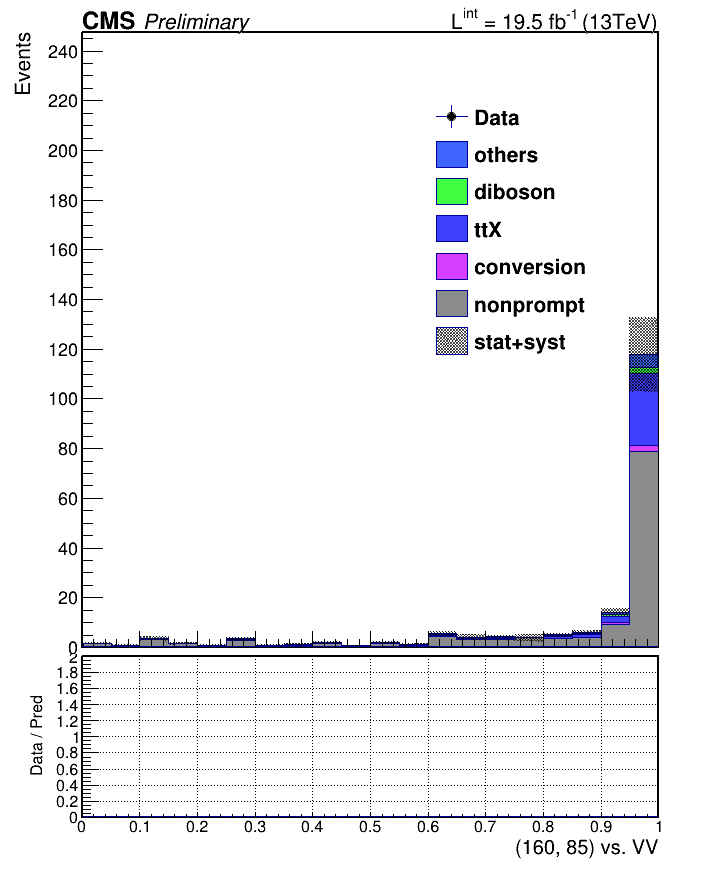 CMS Preliminary
L^int = 19.5 fb^-1 (13TeV)
Events
240
220
200
180
160
140
120
100
80
60
40
20
0
Data
others
diboson
ttX
conversion
nonprompt
stat+syst
Data / Pred
2
1.8
1.6
1.4
1.2
1
0.8
0.6
0.4
0.2
0
0 0.1 0.2 0.3 0.4 0.5 0.6 0.7 0.8 0.9 1
(160, 85) vs. VV